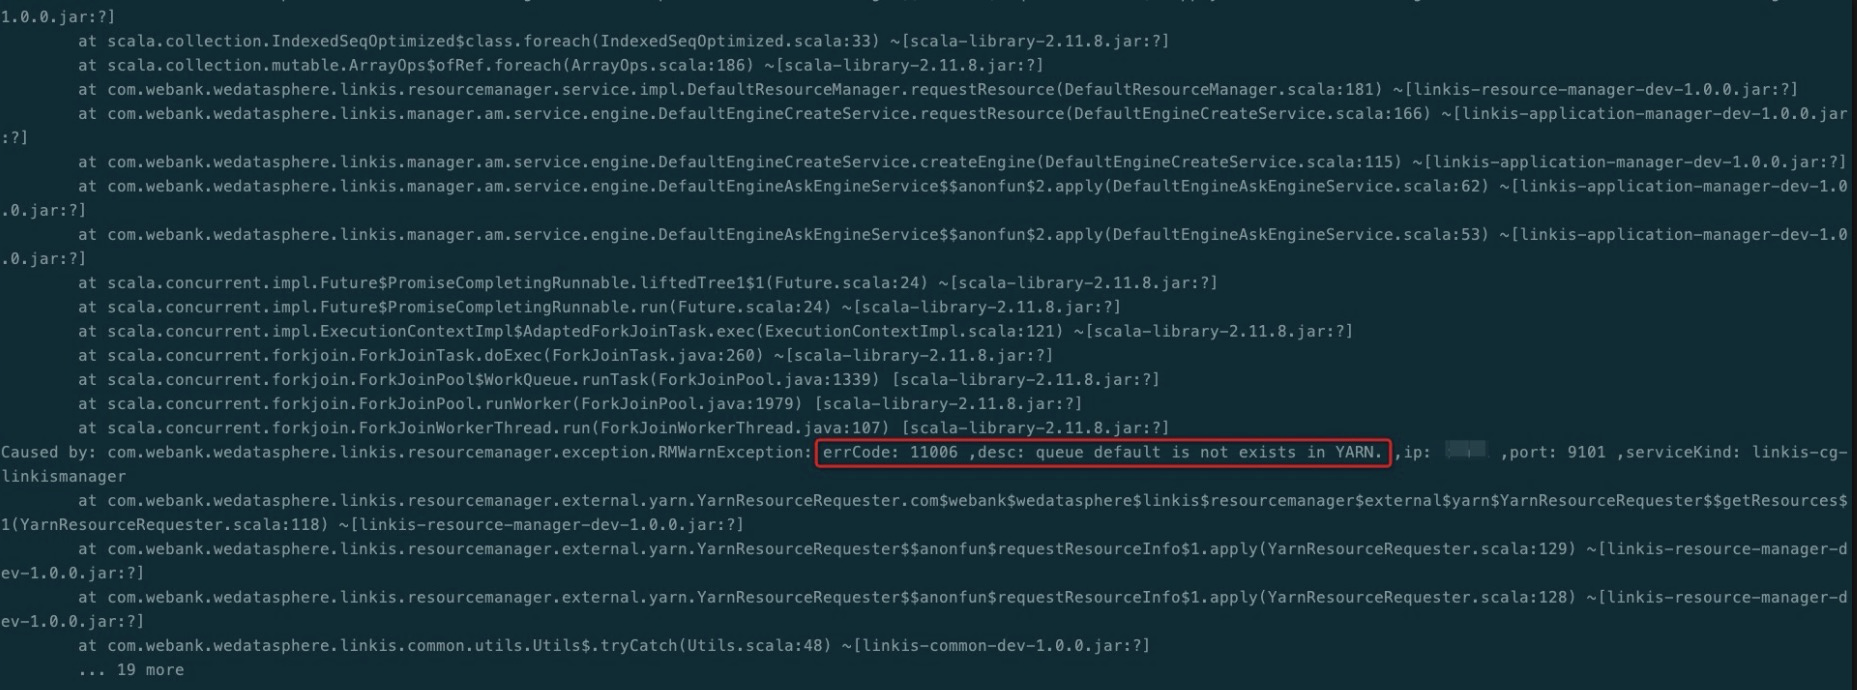 1.0.0.jar:?]
at scala.collection.IndexedSeqOptimized$class.foreach(IndexedSeqOptimized.scala:33) ~[scala-library-2.11.8.jar:?]
at scala.collection.mutable.ArrayOps$ofRef.foreach(ArrayOps.scala:186) ~[scala-library-2.11.8.jar:?]
at com.webank.wedatasphere.linkis.resourcemanager.service.impl.DefaultResourceManager.requestResource(DefaultResourceManager.scala:181) ~[linkis-resource-manager-dev-1.0.0.jar:?]
at com.webank.wedatasphere.linkis.manager.am.service.engine.DefaultEngineCreateService.requestResource(DefaultEngineCreateService.scala:166) ~[linkis-application-manager-dev-1.0.0.jar
:?]
at com.webank.wedatasphere.linkis.manager.am.service.engine.DefaultEngineCreateService.createEngine(DefaultEngineCreateService.scala:115) ~[linkis-application-manager-dev-1.0.0.jar:?]
at com.webank.wedatasphere.linkis.manager.am.service.engine.DefaultEngineAskEngineService$$anonfun$2.apply(DefaultEngineAskEngineService.scala:62) ~[linkis-application-manager-dev-1.0
.0.jar:?]
at com.webank.wedatasphere.linkis.manager.am.service.engine.DefaultEngineAskEngineService$$anonfun$2.apply(DefaultEngineAskEngineService.scala:53) ~[linkis-application-manager-dev-1.0
.0.jar:?]
at scala.concurrent.impl.Future$PromiseCompletingRunnable.liftedTree1$1(Future.scala:24) ~[scala-library-2.11.8.jar:?]
at scala.concurrent.impl.Future$PromiseCompletingRunnable.run(Future.scala:24) ~[scala-library-2.11.8.jar:?]
at scala.concurrent.impl.ExecutionContextImpl$AdaptedForkJoinTask.exec(ExecutionContextImpl.scala:121) ~[scala-library-2.11.8.jar:?]
at scala.concurrent.forkjoin.ForkJoinTask.doExec(ForkJoinTask.java:260) ~[scala-library-2.11.8.jar:?]
at scala.concurrent.forkjoin.ForkJoinPool$WorkQueue.runTask(ForkJoinPool.java:1339) [scala-library-2.11.8.jar:?]
at scala.concurrent.forkjoin.ForkJoinPool.runWorker(ForkJoinPool.java:1979) [scala-library-2.11.8.jar:?]
at scala.concurrent.forkjoin.ForkJoinWorkerThread.run(ForkJoinWorkerThread.java:107) [scala-library-2.11.8.jar:?]
Caused by: com.webank.wedatasphere.linkis.resourcemanager.exception.RMWarnException: errCode: 11006 ,desc: queue default is not exists in YARN. ,ip: ,port: 9101 ,serviceKind: linkis-cg-
linkismanager
at com.webank.wedatasphere.linkis.resourcemanager.external.yarn.YarnResourceRequester.com$webank$wedatasphere$linkis$resourcemanager$external$yarn$YarnResourceRequester$$getResources$
1(YarnResourceRequester.scala:118) ~[linkis-resource-manager-dev-1.0.0.jar:?]
at com.webank.wedatasphere.linkis.resourcemanager.external.yarn.YarnResourceRequester$$anonfun$requestResourceInfo$1.apply(YarnResourceRequester.scala:129) ~[linkis-resource-manager-d
ev-1.0.0.jar:?]
at com.webank.wedatasphere.linkis.resourcemanager.external.yarn.YarnResourceRequester$$anonfun$requestResourceInfo$1.apply(YarnResourceRequester.scala:128) ~[linkis-resource-manager-d
ev-1.0.0.jar:?]
at com.webank.wedatasphere.linkis.common.utils.Utils$.tryCatch(Utils.scala:48) ~[linkis-common-dev-1.0.0.jar:?]
... 19 more